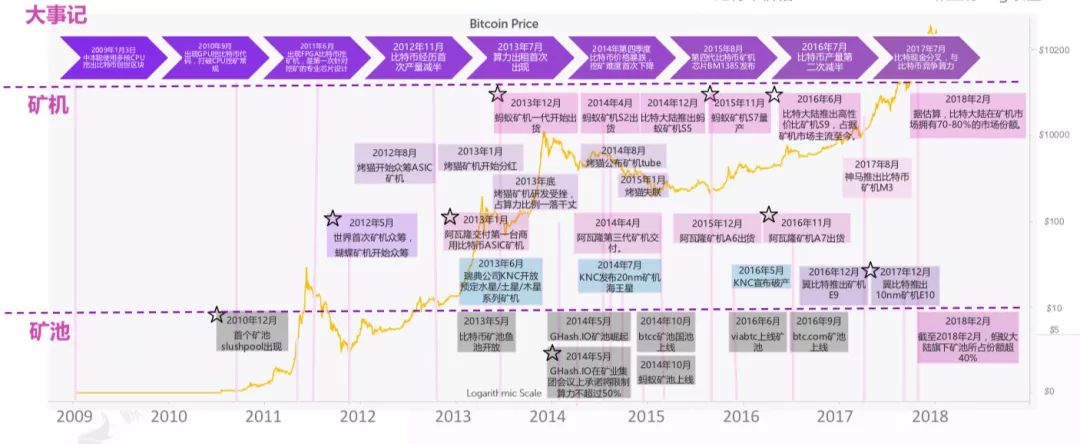 大事记
Bitcoin Price
2009年1月3日
中本聪使用多核CPU
挖出比特币创世区块
2010年9月
出现GPU挖比特币代
码，打破CPU挖矿常
规
2011年6月
出现FPGA比特币挖
矿机，是第一次针对
挖矿的专业芯片设计
2012年11月
比特币经历首
次产量减半
2013年7月
算力出租首次
出现
2014年第四季度
比特币价格暴跌，
挖矿难度首次下降
2015年8月
第四代比特币矿机
芯片BM1385发布
2016年7月
比特币产量第
二次减半
2017年7月
比特现金分叉，与
比特币竞争算力
$10200
矿机
2013年12月
蚂蚁矿机一代开始出
货
2014年4月
蚂蚁矿机S2出
货
2014年12月
比特大陆推出蚂
蚁矿机S5
2015年11月
蚂蚁矿机S7量
产
2016年6月
比特大陆推出高性
价比矿机S9，占据
矿机市场主流至今。
2018年2月
据估算，比特大陆在矿机市
场拥有70-80%的市场份额。
$10000
2012年8月
烤猫开始众筹ASIC
矿机
2013年1月
烤猫矿机开始分红
2014年8月
烤猫公布矿机tube
2015年1月
烤猫失联
2013年底
烤猫矿机研发受挫，
占算力比例一落千丈
2017年8月
神马推出比特币
矿机M3
2012年5月
世界首次矿机众筹，
蝴蝶矿机开始众筹
2013年1月
阿瓦隆交付第一台商
用比特币ASIC矿机
2014年4月
阿瓦隆第三代矿机交
付。
2015年12月
阿瓦隆矿机A6出货
2016年11月
阿瓦隆矿机A7出货
$100
2013年6月
瑞典公司KNC开放
预定水星/土星/木星
系列矿机
2014年7月
KNC发布20nm矿机
海王星
2016年5月
KNC宣布破产
2016年12月
翼比特推出矿机
E9
2017年12月
翼比特推出
10nm矿机E10
$10
$5
矿池
2010年12月
首个矿池
slushpool出现
2013年5月
比特币矿池鱼
池开放
2014年5月
GHash.IO矿池崛起
2014年5月
GHash.IO在矿业集
团会议上承诺将限制
算力不超过50%
2014年10月
btcc矿池国池
上线
2014年10月
蚂蚁矿池上线
2016年6月
viabtc上线矿
池
2016年9月
btc.com矿池
上线
2018年2月
截至2018年2月，蚂蚁大
陆旗下矿池所占份额超
40%
Logarithmic Scale
$0
2009
2010
2011
2012
2013
2014
2015
2016
2017
2018